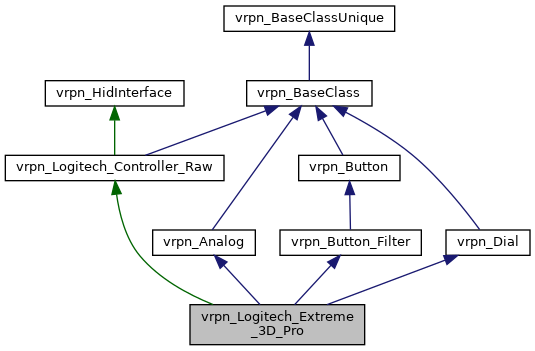 vrpn_BaseClassUnique
vrpn_HidInterface
vrpn_BaseClass
vrpn_Logitech_Controller_Raw
vrpn_Button
vrpn_Analog
vrpn_Button_Filter
vrpn_Dial
vrpn_Logitech_Extreme
_3D_Pro